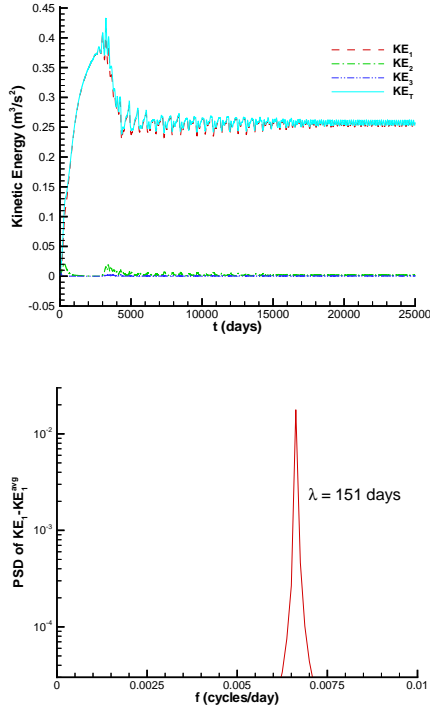 0.45
0.4
0.35
0.3
0.25
0.2
0.15
0.1
0.05
0
-0.05
Kinetic Energy (m³/s²)
KE₁
KE₂
KE₃
KE_T
0 5000 10000 15000 20000 25000
t (days)
10⁻²
10⁻³
10⁻⁴
PSD of KE₁-KE₁^avg
λ = 151 days
0 0.0025 0.005 0.0075 0.01
f (cycles/day)